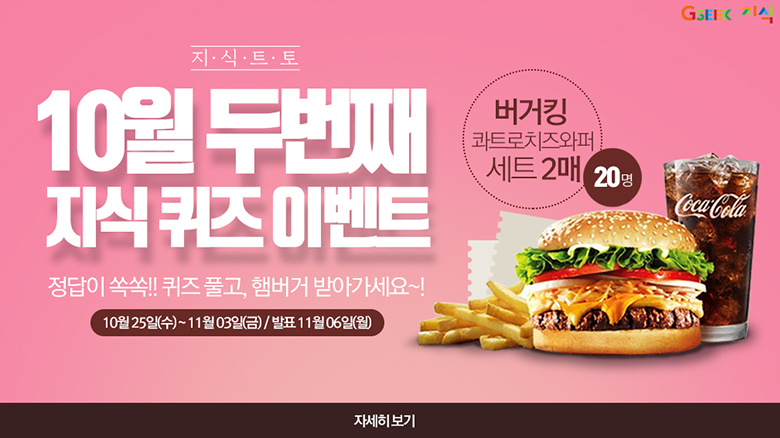 GSEEK 지식
지·식·트·토
10월 두번째
지식 퀴즈 이벤트
정답이 쏙쏙!! 퀴즈 풀고, 햄버거 받아가세요~!
10월 25일(수) ~ 11월 03일(금) / 발표 11월 06일(월)
버거킹
콰트로치즈와퍼
세트 2매
20명
Coca-Cola
자세히 보기